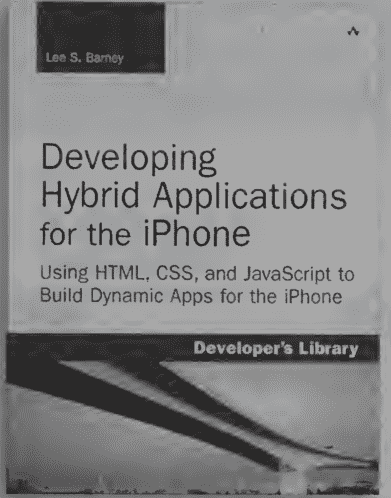 Lee S. Barney
Developing
Hybrid Applications
for the iPhone
Using HTML, CSS, and JavaScript to
Build Dynamic Apps for the iPhone
Developer's Library